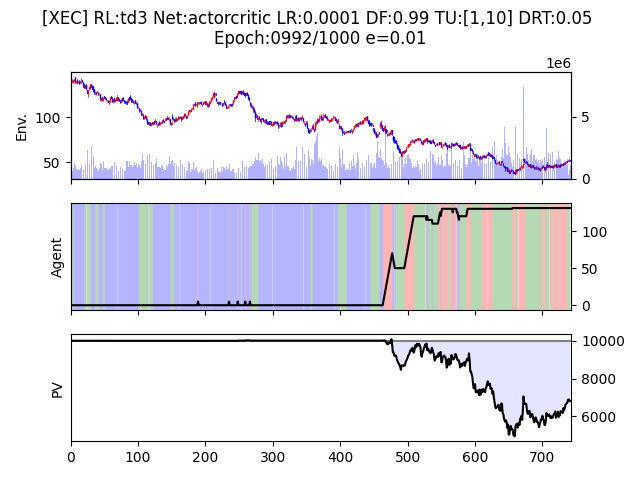 [XEC] RL:td3 Net:actorcritic LR:0.0001 DF:0.99 TU:[1,10] DRT:0.05
Epoch:0992/1000 e=0.01
1e6
Env.
100
50
5
0
Agent
100
50
0
PV
10000
8000
6000
0 100 200 300 400 500 600 700